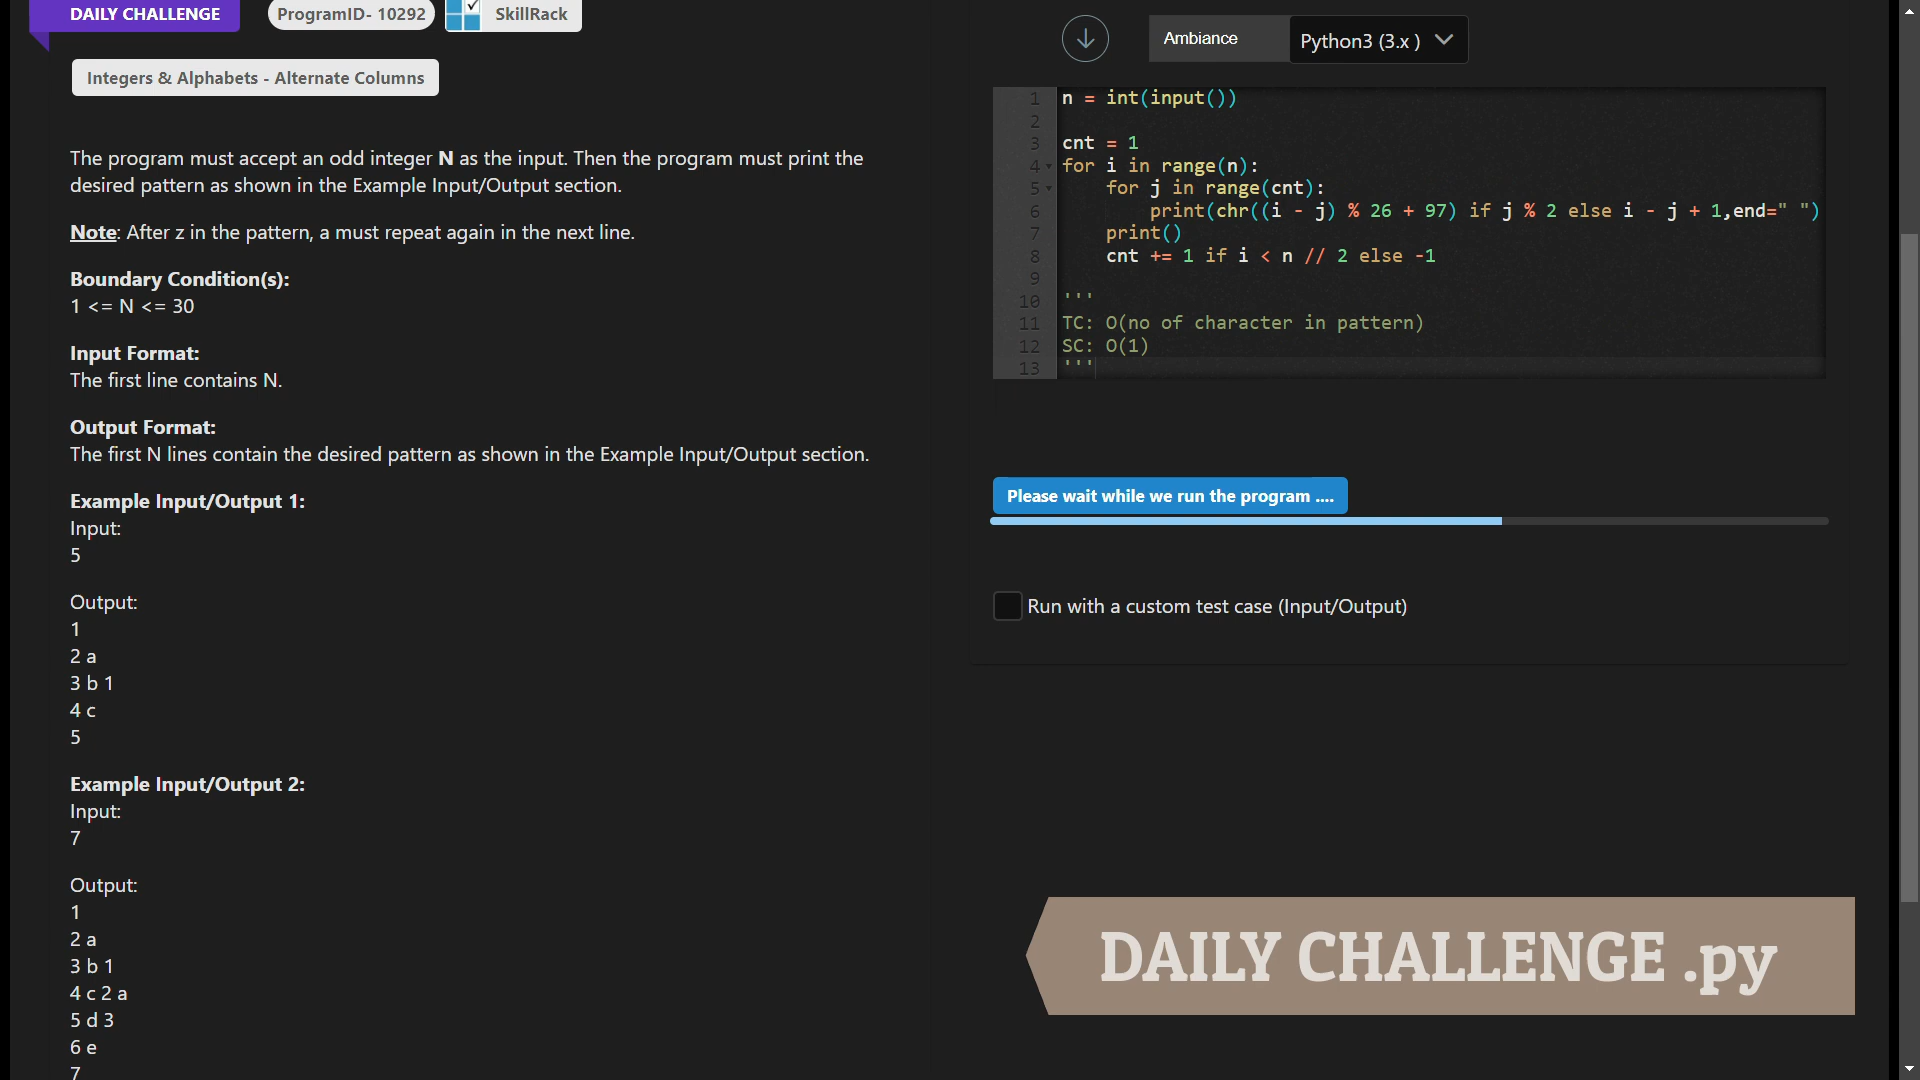 DAILY CHALLENGE
ProgramID- 10292
SkillRack
Integers & Alphabets - Alternate Columns
The program must accept an odd integer N as the input. Then the program must print the
desired pattern as shown in the Example Input/Output section.
Note: After z in the pattern, a must repeat again in the next line.
Boundary Condition(s):
1 <= N <= 30
Input Format:
The first line contains N.
Output Format:
The first N lines contain the desired pattern as shown in the Example Input/Output section.
Example Input/Output 1:
Input:
5
Output:
1
2 a
3 b 1
4 c
5
Example Input/Output 2:
Input:
7
Output:
1
2 a
3 b 1
4 c 2 a
5 d 3
6 e
7
Ambiance
Python3 (3.x )
1 n = int(input())
2
3 cnt = 1
4 for i in range(n):
5     for j in range(cnt):
6         print(chr((i - j) % 26 + 97) if j % 2 else i - j + 1,end=" ")
7     print()
8     cnt += 1 if i < n // 2 else -1
9
10 '''
11 TC: O(no of character in pattern)
12 SC: O(1)
13 '''
Please wait while we run the program ....
Run with a custom test case (Input/Output)
DAILY CHALLENGE .py